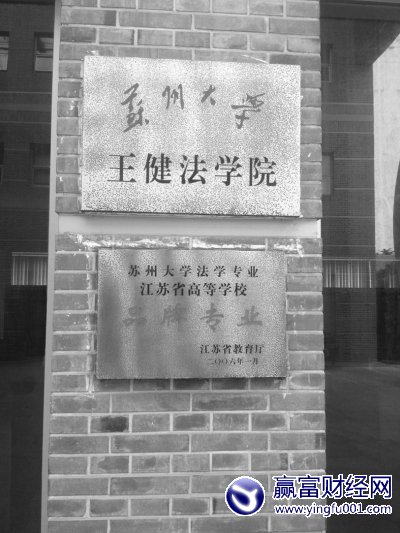 蘇州大學
王健法学院
苏州大学法学专业
江苏省高等学校
品牌专业
江苏省教育厅
二〇〇六年一月
赢富财经网
www.yingfu001.com